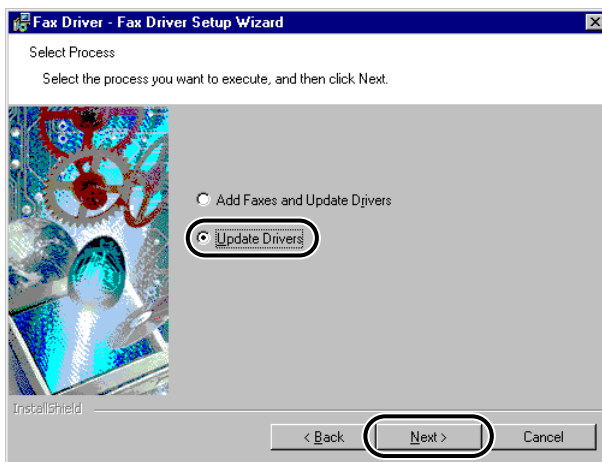 Fax Driver - Fax Driver Setup Wizard
Select Process
Select the process you want to execute, and then click Next.
Add Faxes and Update Drivers
Update Drivers
InstallShield
< Back Next > Cancel